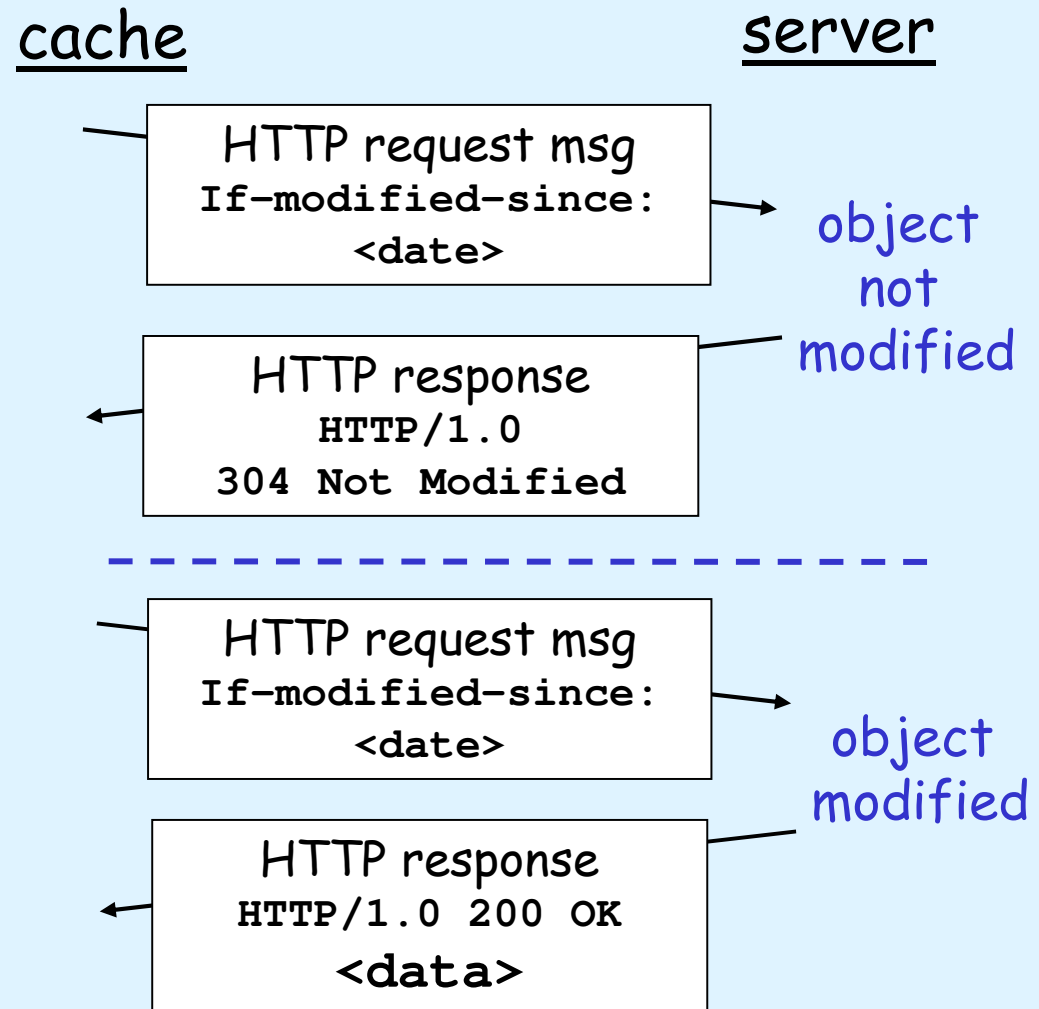 cache
server
HTTP request msg
If-modified-since:
<date>
object
not
modified
HTTP response
HTTP/1.0
304 Not Modified
HTTP request msg
If-modified-since:
<date>
object
modified
HTTP response
HTTP/1.0 200 OK
<data>